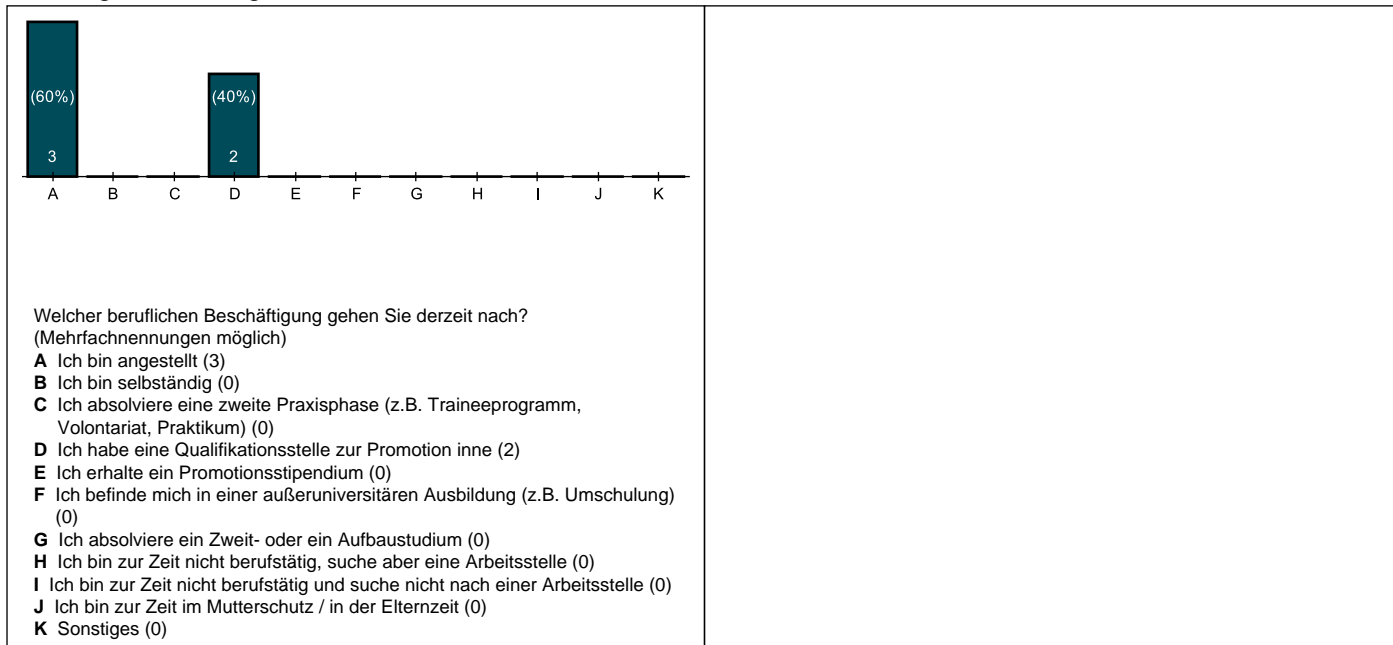 (60%)
(40%)
3
2
A B C D E F G H I J K
Welcher beruflichen Beschäftigung gehen Sie derzeit nach?
(Mehrfachnennungen möglich)
A Ich bin angestellt (3)
B Ich bin selbständig (0)
C Ich absolviere eine zweite Praxisphase (z.B. Traineeprogramm,
Volontariat, Praktikum) (0)
D Ich habe eine Qualifikationsstelle zur Promotion inne (2)
E Ich erhalte ein Promotionsstipendium (0)
F Ich befinde mich in einer außeruniversitären Ausbildung (z.B. Umschulung)
(0)
G Ich absolviere ein Zweit- oder ein Aufbaustudium (0)
H Ich bin zur Zeit nicht berufstätig, suche aber eine Arbeitsstelle (0)
I Ich bin zur Zeit nicht berufstätig und suche nicht nach einer Arbeitsstelle (0)
J Ich bin zur Zeit im Mutterschutz / in der Elternzeit (0)
K Sonstiges (0)